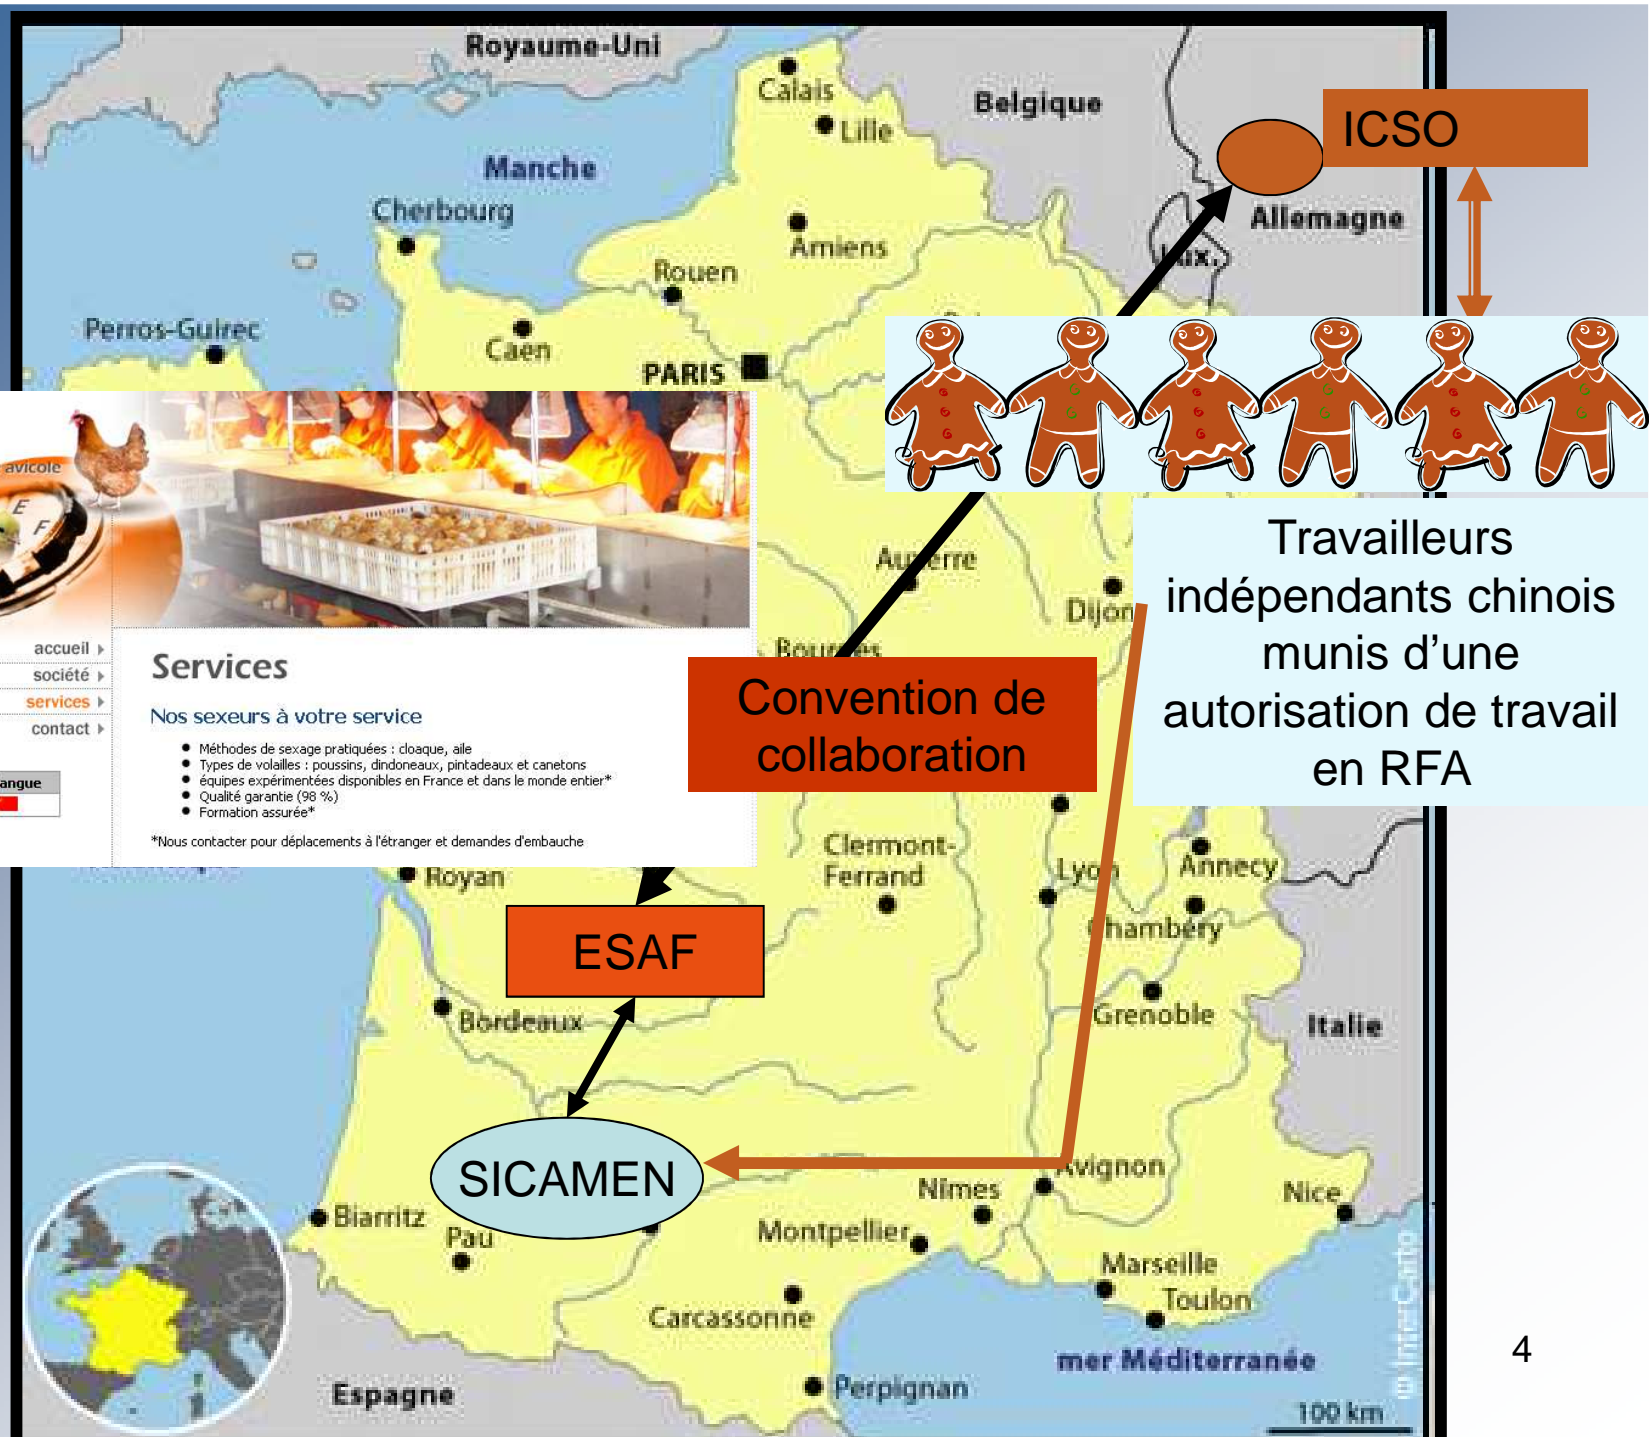 Royaume-Uni
Calais
Lille
Belgique
ICSO
Manche
Cherbourg
Amiens
Allemagne
Rouen
Perros-Guirec
Caen
PARIS
avicole
E
F
accueil
société
services
contact
Services
Nos sexeurs à votre service
Méthodes de sexage pratiquées : cloaque, aile
Types de volailles : poussins, dindoneaux, pintadeaux et canetons
équipes expérimentées disponibles en France et dans le monde entier*
Qualité garantie (98 %)
Formation assurée*
*Nous contacter pour déplacements à l'étranger et demandes d'embauche
Dijon
Travailleurs
indépendants chinois
munis d’une
autorisation de travail
en RFA
Convention de
collaboration
Clermont-
Ferrand
Lyon
Annecy
Royan
Chambéry
ESAF
Bordeaux
Grenoble
Italie
SICAMEN
Avignon
Nîmes
Nice
Biarritz
Pau
Montpellier
Marseille
Toulon
Carcassonne
mer Méditerranée
4
Espagne
Perpignan
100 km